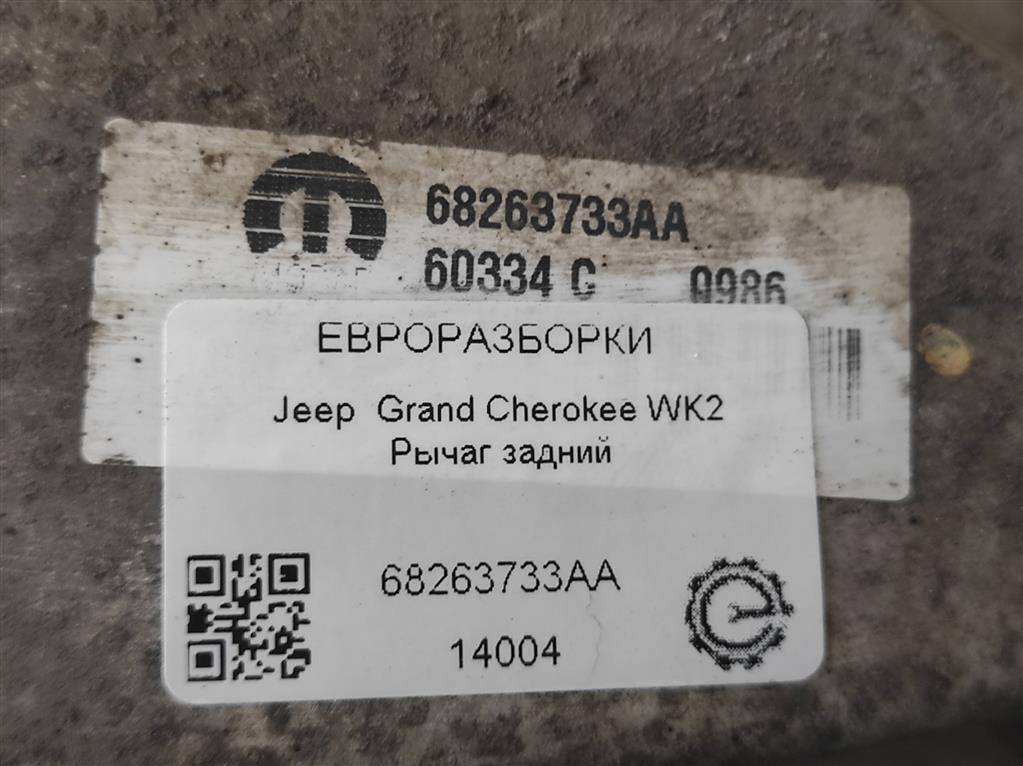 68263733AA
60334 C 0986
ЕВРОРАЗБОРКИ
Jeep Grand Cherokee WK2
Рычаг задний
68263733AA
14004